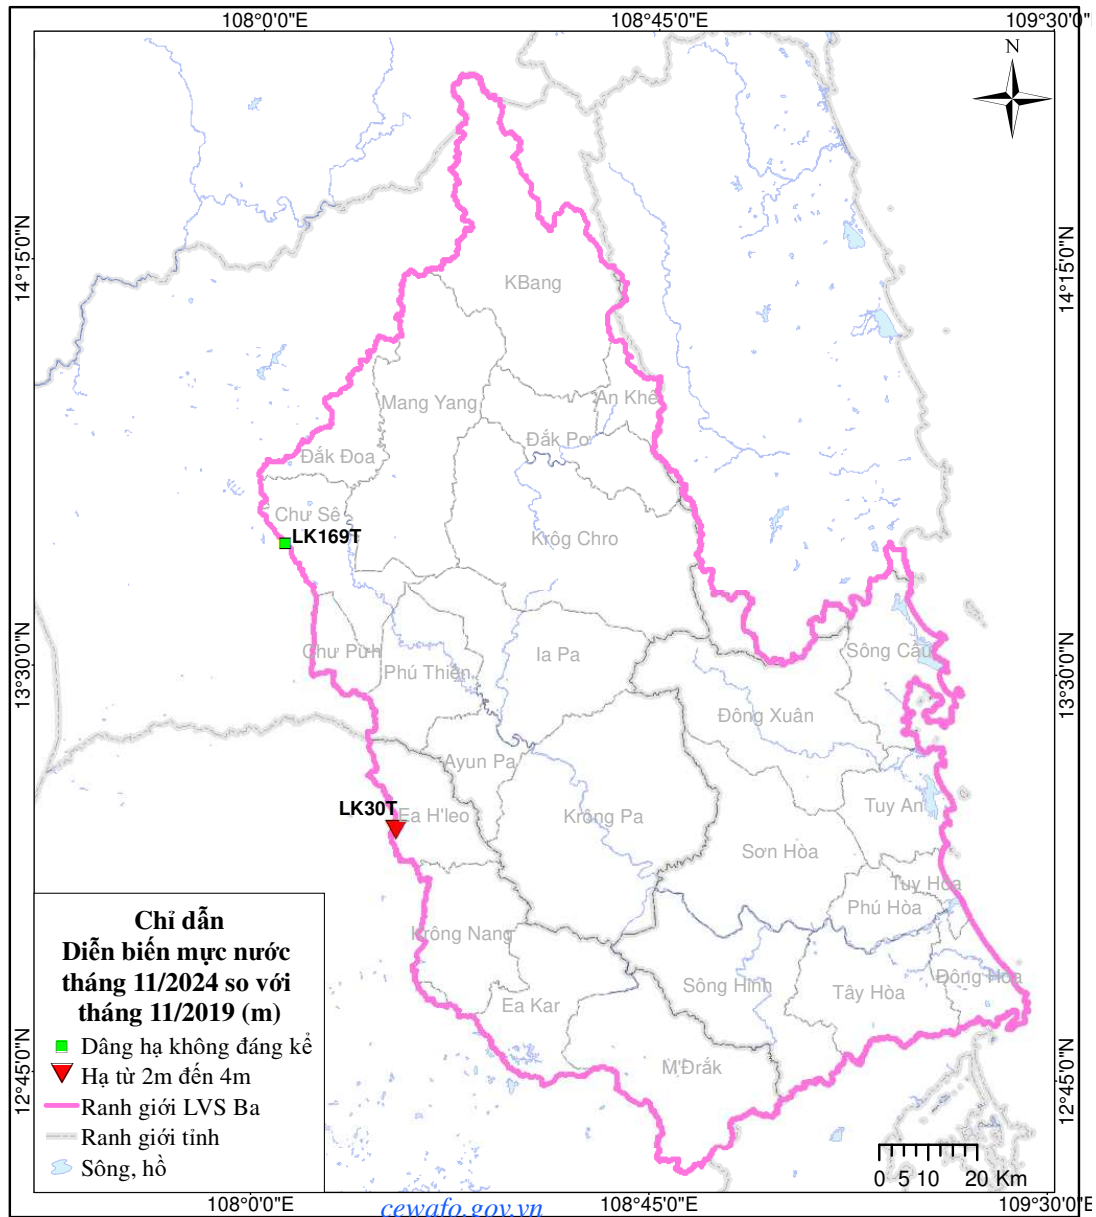 108°0'0"E
108°45'0"E
109°30'0"
N
14°15'0"N
14°15'0"N
KBang
Mang Yang
An Khê
Đắk Pơ
Đắk Đoa
Chư Sê
LK169T
Krôg Chro
13°30'0"N
13°30'0"N
Chư Pưh
Phú Thiện
Ia Pa
Sông Cầu
Đồng Xuân
Ayun Pa
LK30T
Ea H'leo
Krông Pa
Tuy An
Sơn Hòa
Tuy Hòa
Phú Hòa
Krông Nang
Ea Kar
Sông Hinh
Tây Hòa
Đông Hòa
M'Đrắk
12°45'0"N
12°45'0"N
Chỉ dẫn
Diễn biến mực nước
tháng 11/2024 so với
tháng 11/2019 (m)
Dâng hạ không đáng kể
Hạ từ 2m đến 4m
Ranh giới LVS Ba
Ranh giới tỉnh
Sông, hồ
0 5 10 20 Km
108°0'0"E
cewafo.gov.vn
108°45'0"E
109°30'0"E